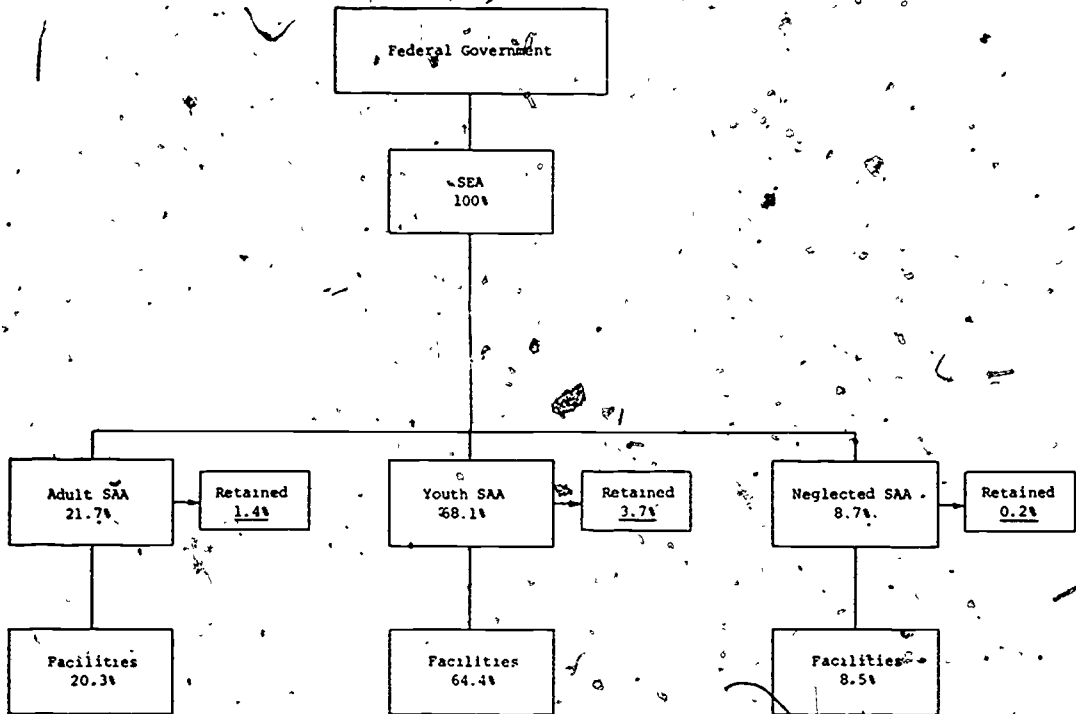 Federal Government
SEA
100%
Adult SAA
21.7%
Retained
1.4%
Youth SAA
68.1%
Retained
3.7%
Neglected SAA
8.7%
Retained
0.2%
Facilities
20.3%
Facilities
64.4%
Facilities
8.5%